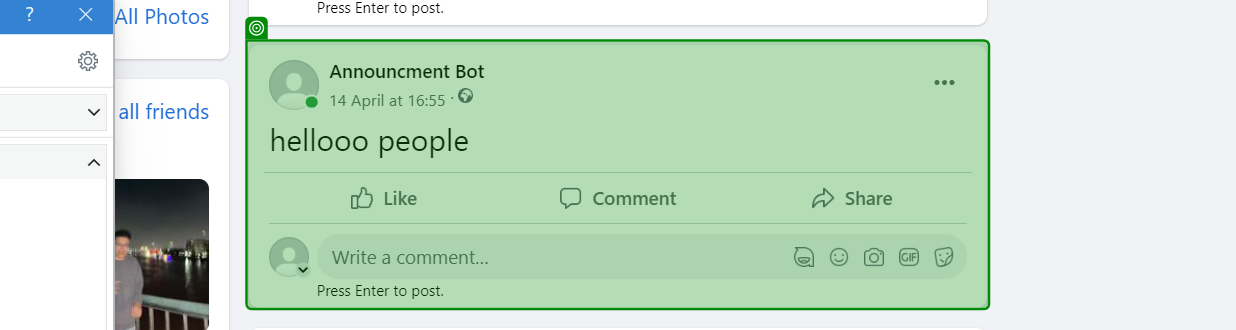 ?
All Photos
all friends
Press Enter to post.
Announcment Bot
14 April at 16:55 ·
hellooo people
Like
Comment
Share
Write a comment...
GIF
Press Enter to post.